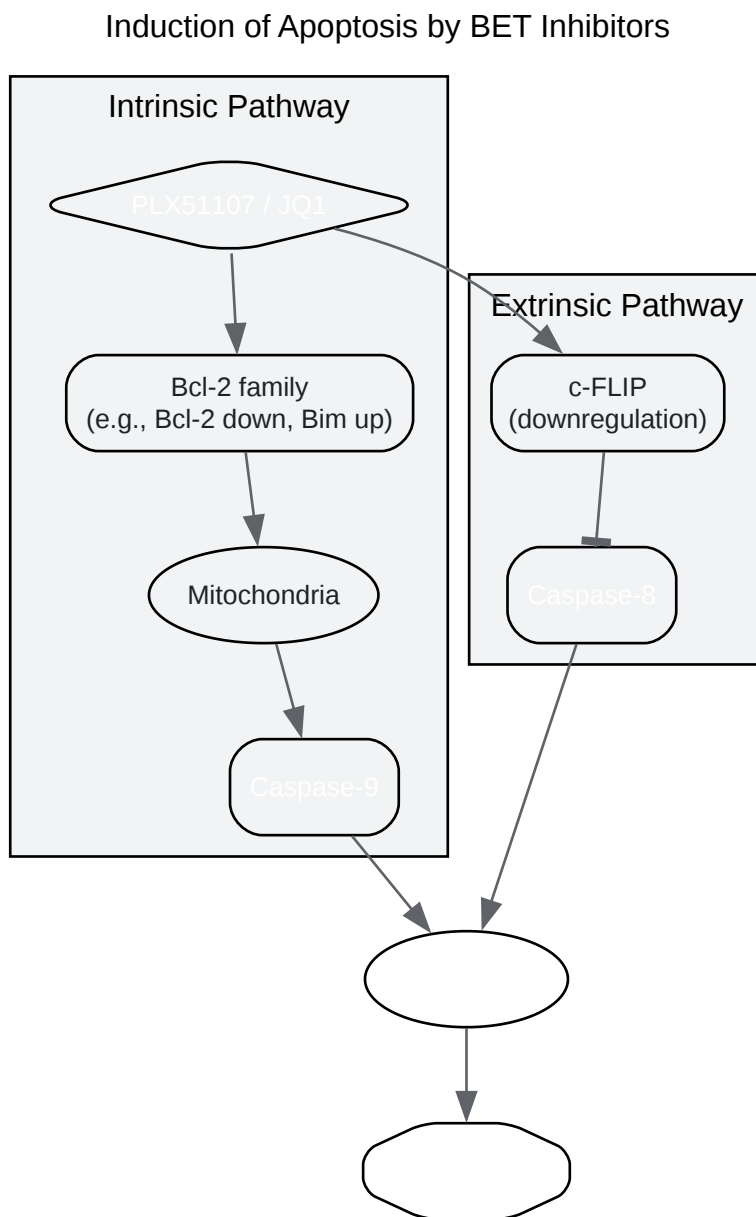 Induction of Apoptosis by BET Inhibitors
Intrinsic Pathway
PLX51107 / JQ1
Extrinsic Pathway
Bcl-2 family
(e.g., Bcl-2 down, Bim up)
c-FLIP
(downregulation)
Mitochondria
Caspase-8
Caspase-9